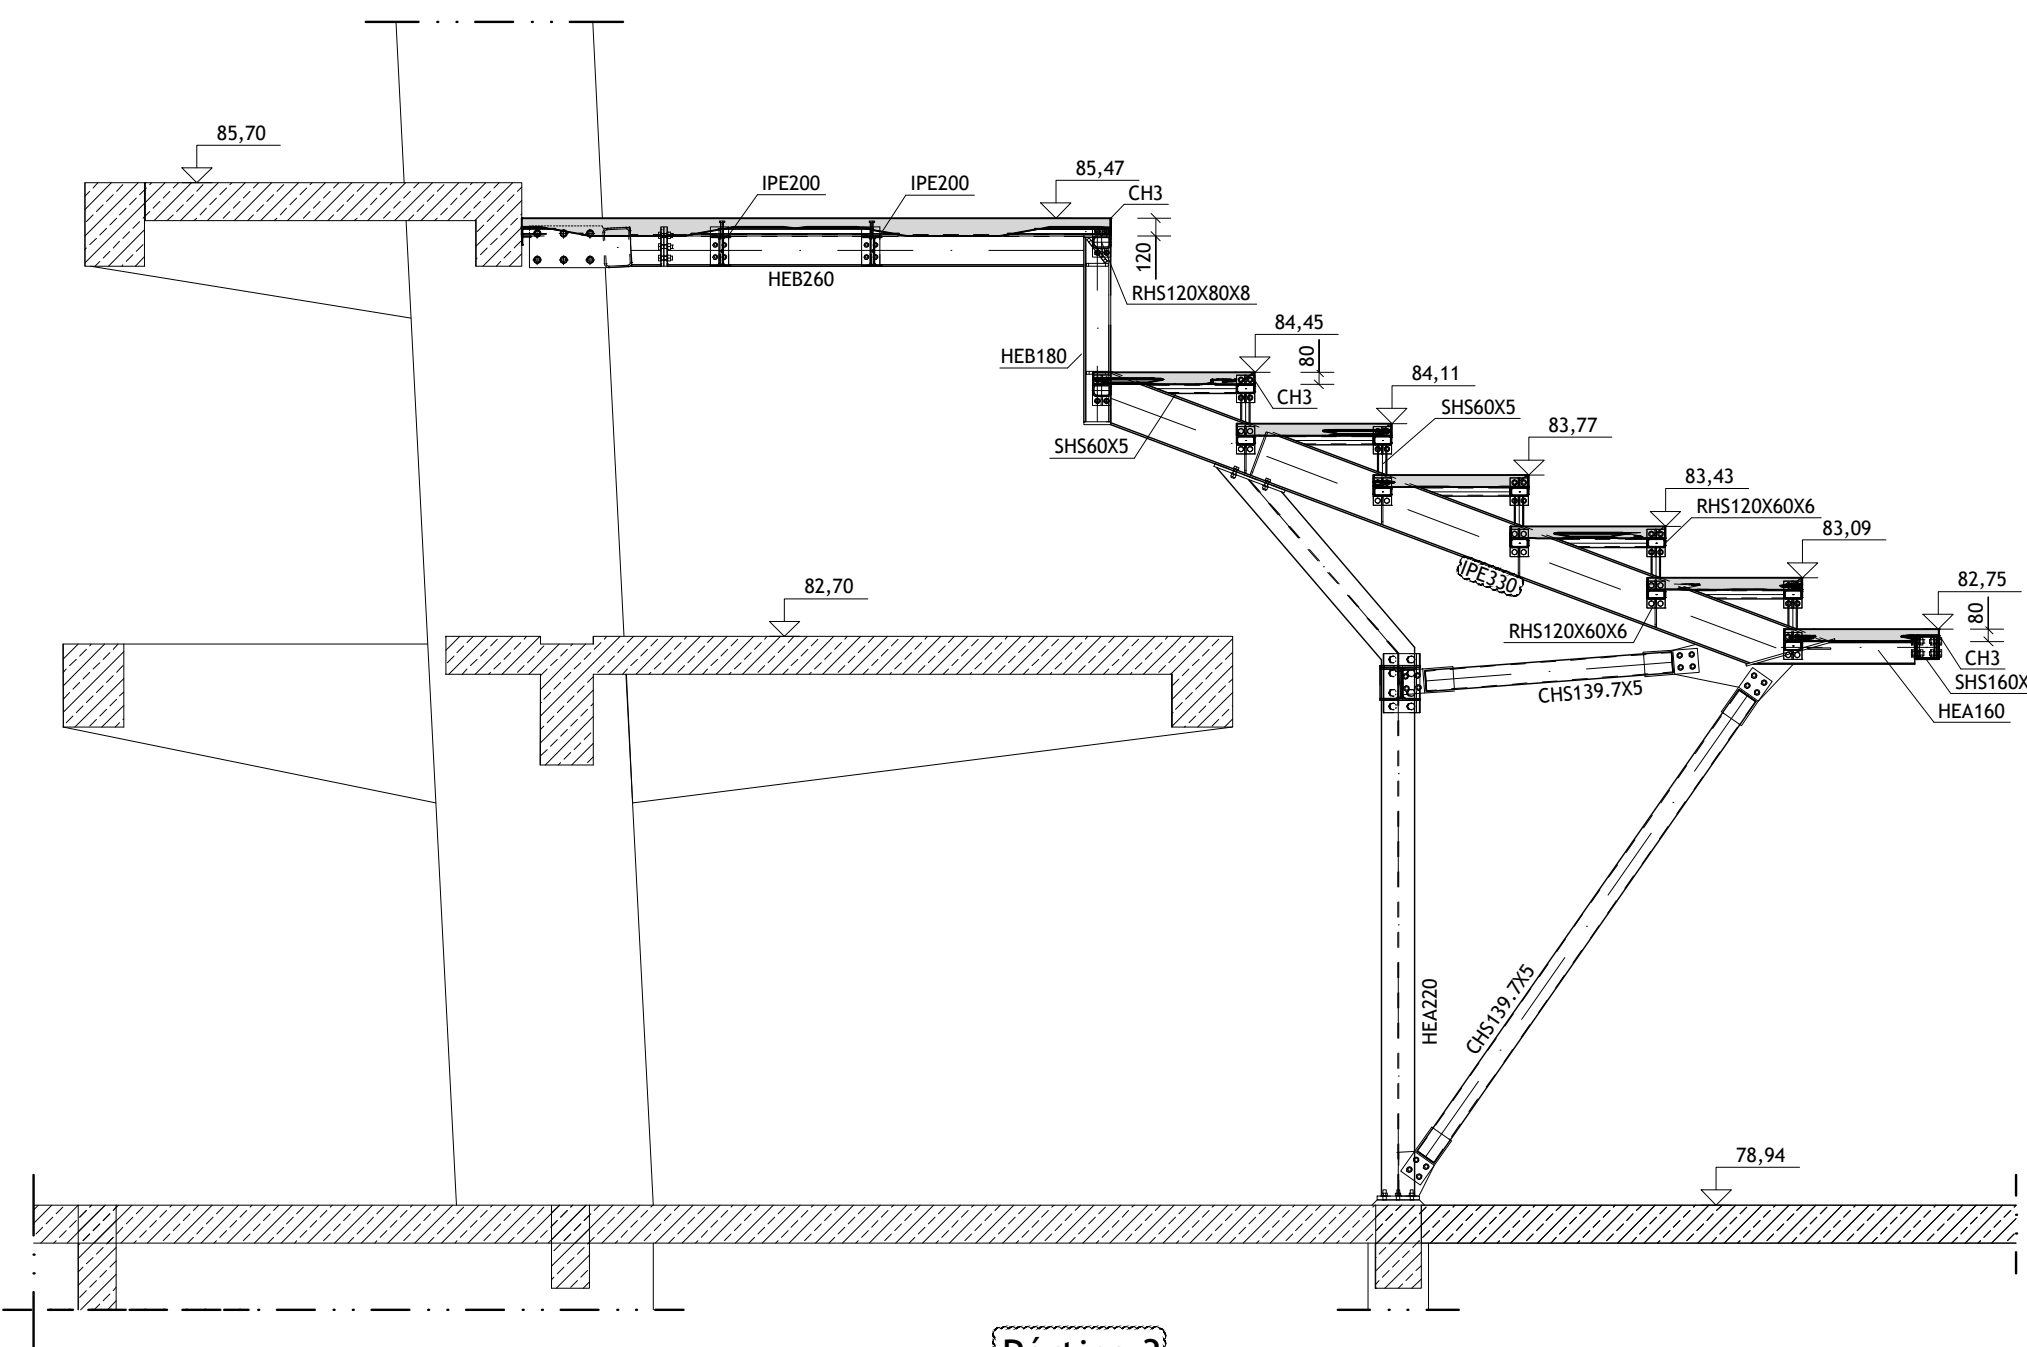 85,70
IPE200
IPE200
85,47
CH3
120
HEB260
RHS120X80X8
84,45
80
HEB180
CH3
84,11
SHS60X5
SHS60X5
83,77
83,43
RHS120X60X6
83,09
IPE330
82,70
82,75
80
RHS120X60X6
CH3
SHS160X
CHS139.7X5
HEA160
HEA220
CHS139.7X5
78,94